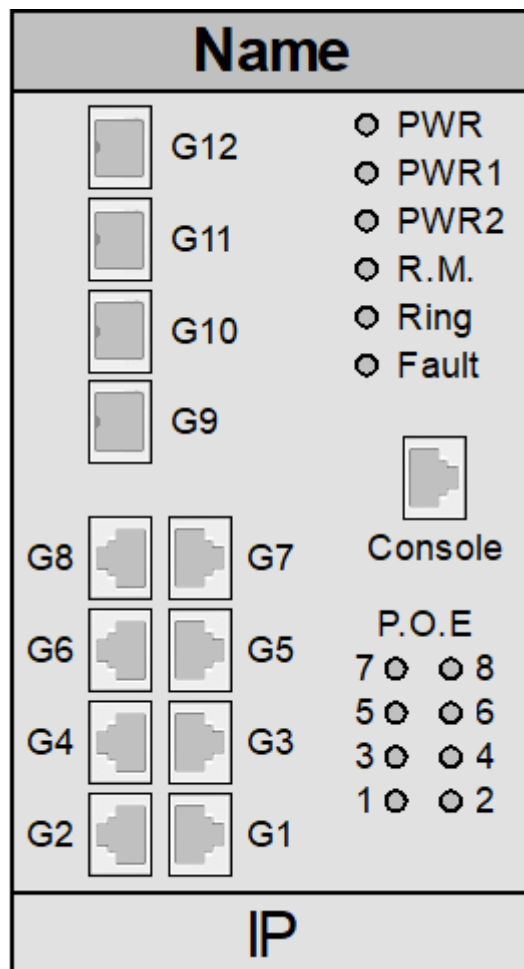 Name
G12
G11
G10
G9
PWR
PWR1
PWR2
R.M.
Ring
Fault
Console
G8 G7
G6 G5
G4 G3
G2 G1
P.O.E
7 8
5 6
3 4
1 2
IP